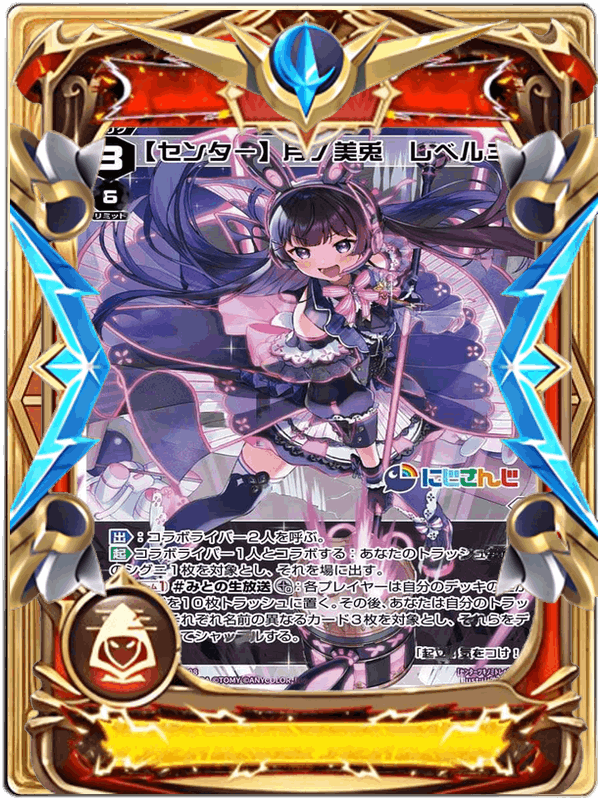 3
【センター】月ノ美兎 レベル3
6
リミット
にじさんじ
出：コラボライバー2人を呼ぶ。
起 コラボライバー1人とコラボする：あなたのトラッシュ
のシグニ1枚を対象とし、それを場に出す。
#みとの生放送 ：各プレイヤーは自分のデッキの
を10枚トラッシュに置く。その後、あなたは自分のトラッ
それぞれ名前の異なるカード3枚を対象とし、それらをデ
てシャッフルする。
「起立！気をつけ！
©TOMY ©ANYCOLOR, I